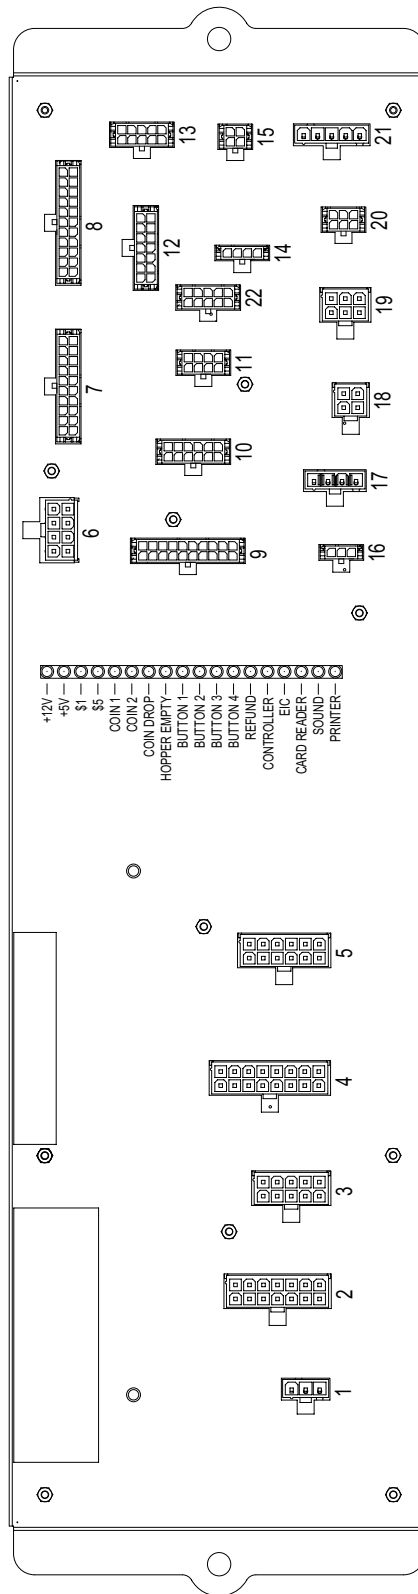 1
2
3
4
5
+12V
+5V
$1
$5
COIN 1
COIN 2
COIN DROP
HOPPER EMPTY
BUTTON 1
BUTTON 2
BUTTON 3
BUTTON 4
REFUND
CONTROLLER
EIC
CARD READER
SOUND
PRINTER
6
7
8
9
10
11
22
12
13
14
15
16
17
18
19
20
21